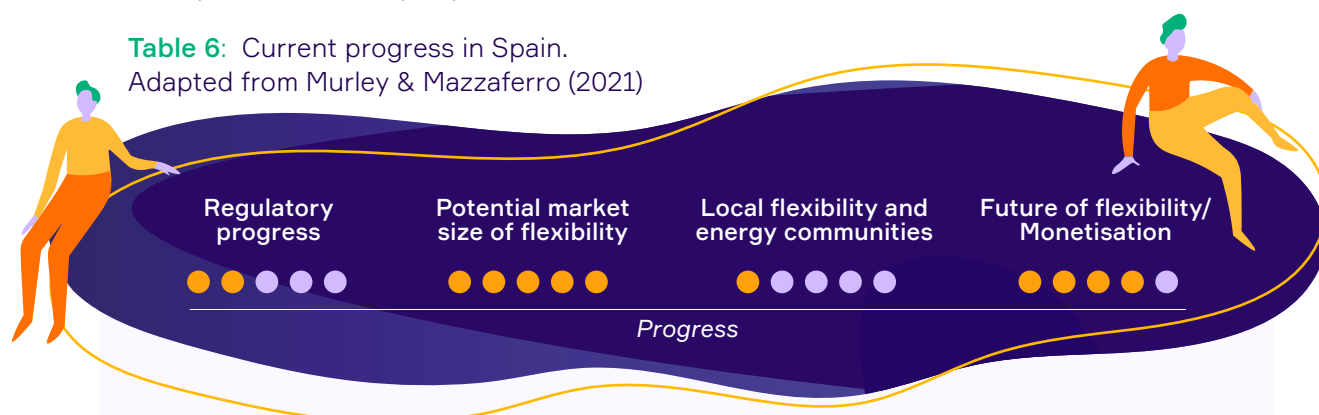 Table 6: Current progress in Spain.
Adapted from Murley & Mazzaferro (2021)
Regulatory
progress
Potential market
size of flexibility
Local flexibility and
energy communities
Future of flexibility/
Monetisation
Progress